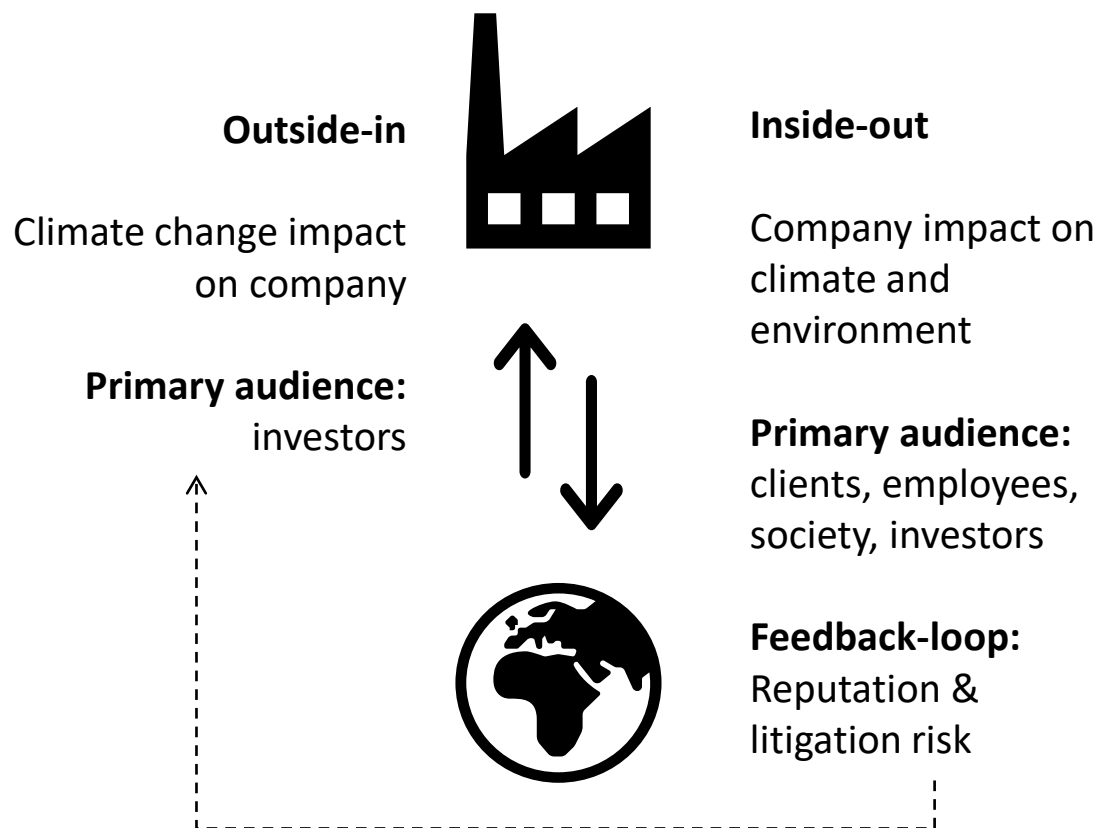 Outside-in
Climate change impact
on company
Primary audience:
investors
Inside-out
Company impact on
climate and
environment
Primary audience:
clients, employees,
society, investors
Feedback-loop:
Reputation &
litigation risk